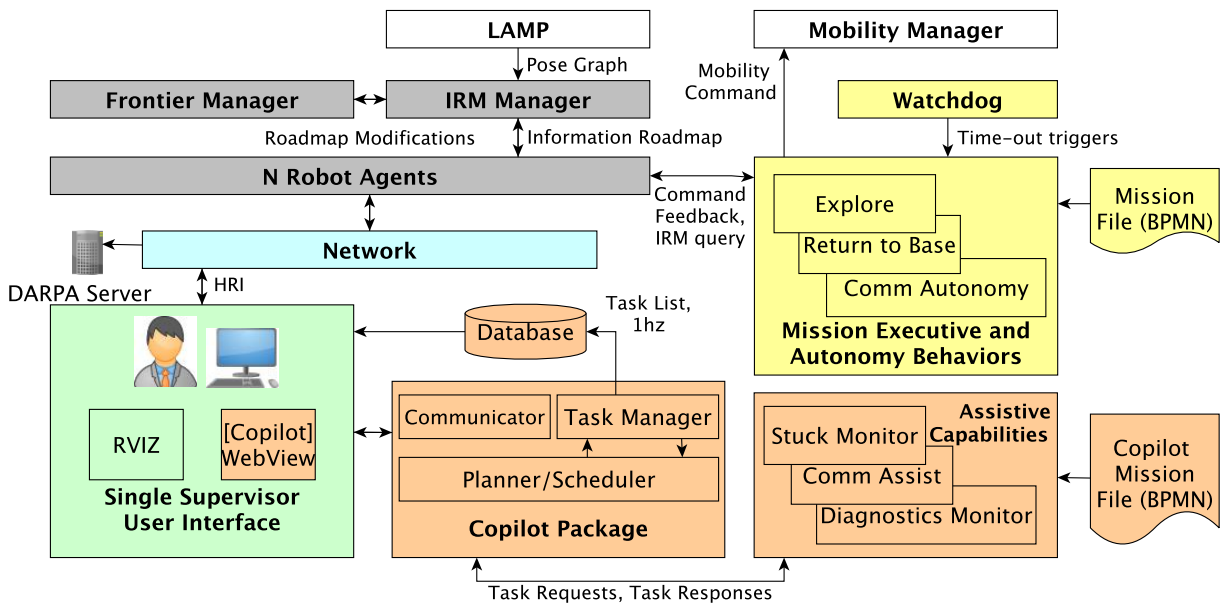 LAMP
Mobility Manager
Pose Graph
Mobility
Command
Frontier Manager
IRM Manager
Watchdog
Roadmap Modifications
Information Roadmap
Time-out triggers
N Robot Agents
Command
Feedback,
IRM query
Explore
Return to Base
Comm Autonomy
Mission Executive and
Autonomy Behaviors
Mission
File (BPMN)
Network
DARPA Server
HRI
Database
Task List,
1hz
RVIZ
[Copilot]
WebView
Single Supervisor
User Interface
Communicator
Task Manager
Planner/Scheduler
Copilot Package
Assistive
Capabilities
Stuck Monitor
Comm Assist
Diagnostics Monitor
Copilot
Mission
File (BPMN)
Task Requests, Task Responses